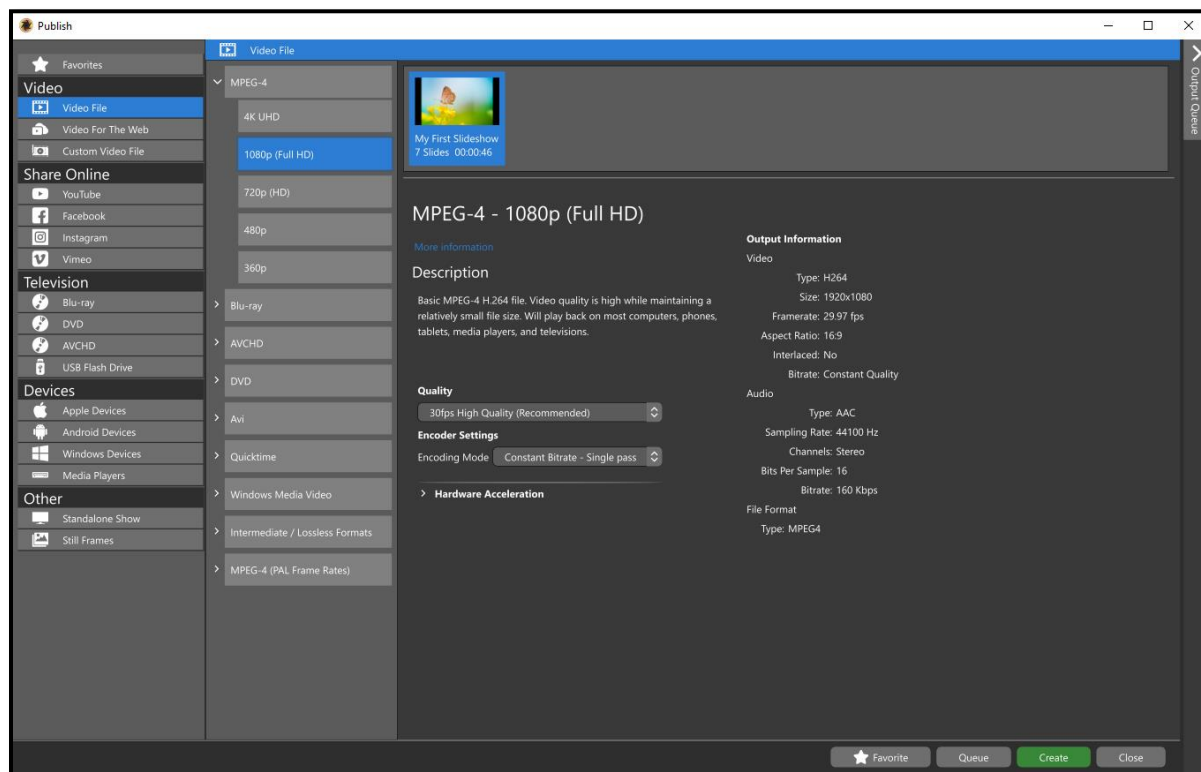 Publish
Favorites
Video
Video File
Video For The Web
Custom Video File
Share Online
YouTube
Facebook
Instagram
Vimeo
Television
Blu-ray
DVD
AVCHD
USB Flash Drive
Devices
Apple Devices
Android Devices
Windows Devices
Media Players
Other
Standalone Show
Still Frames
Video File
MPEG-4
4K UHD
1080p (Full HD)
720p (HD)
480p
360p
Blu-ray
AVCHD
DVD
Avi
Quicktime
Windows Media Video
Intermediate / Lossless Formats
MPEG-4 (PAL Frame Rates)
My First Slideshow
7 Slides 00:00:46
MPEG-4 - 1080p (Full HD)
More information
Description
Basic MPEG-4 H.264 file. Video quality is high while maintaining a
relatively small file size. Will play back on most computers, phones,
tablets, media players, and televisions.
Quality
30fps High Quality (Recommended)
Encoder Settings
Encoding Mode Constant Bitrate - Single pass
Hardware Acceleration
Output Information
Video
Type: H264
Size: 1920x1080
Framerate: 29.97 fps
Aspect Ratio: 16:9
Interlaced: No
Bitrate: Constant Quality
Audio
Type: AAC
Sampling Rate: 44100 Hz
Channels: Stereo
Bits Per Sample: 16
Bitrate: 160 Kbps
File Format
Type: MPEG4
Output Queue
Favorite Queue Create Close